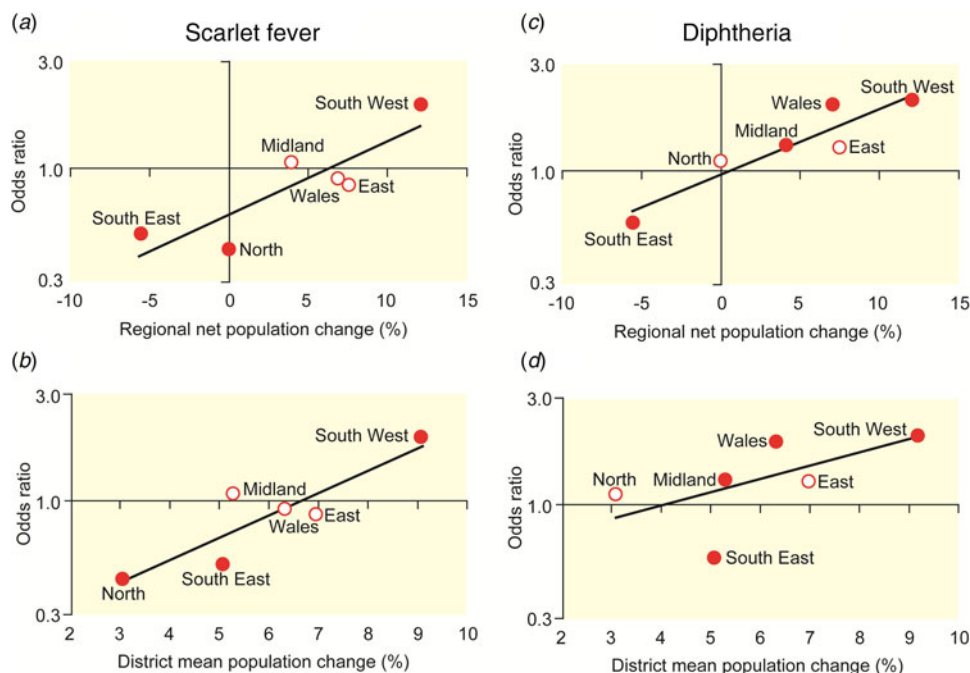 (a)
Scarlet fever
3.0
South West
Midland
Odds ratio
1.0
Wales
East
South East
North
0.3
-10
-5
0
5
10
15
Regional net population change (%)
(c)
Diphtheria
3.0
South West
Wales
Midland
North
East
Odds ratio
1.0
South East
0.3
-10
-5
0
5
10
15
Regional net population change (%)
(b)
3.0
South West
Midland
Odds ratio
1.0
Wales
East
South East
North
0.3
2
3
4
5
6
7
8
9
10
District mean population change (%)
(d)
3.0
South West
Wales
North
Midland
East
Odds ratio
1.0
South East
0.3
2
3
4
5
6
7
8
9
10
District mean population change (%)